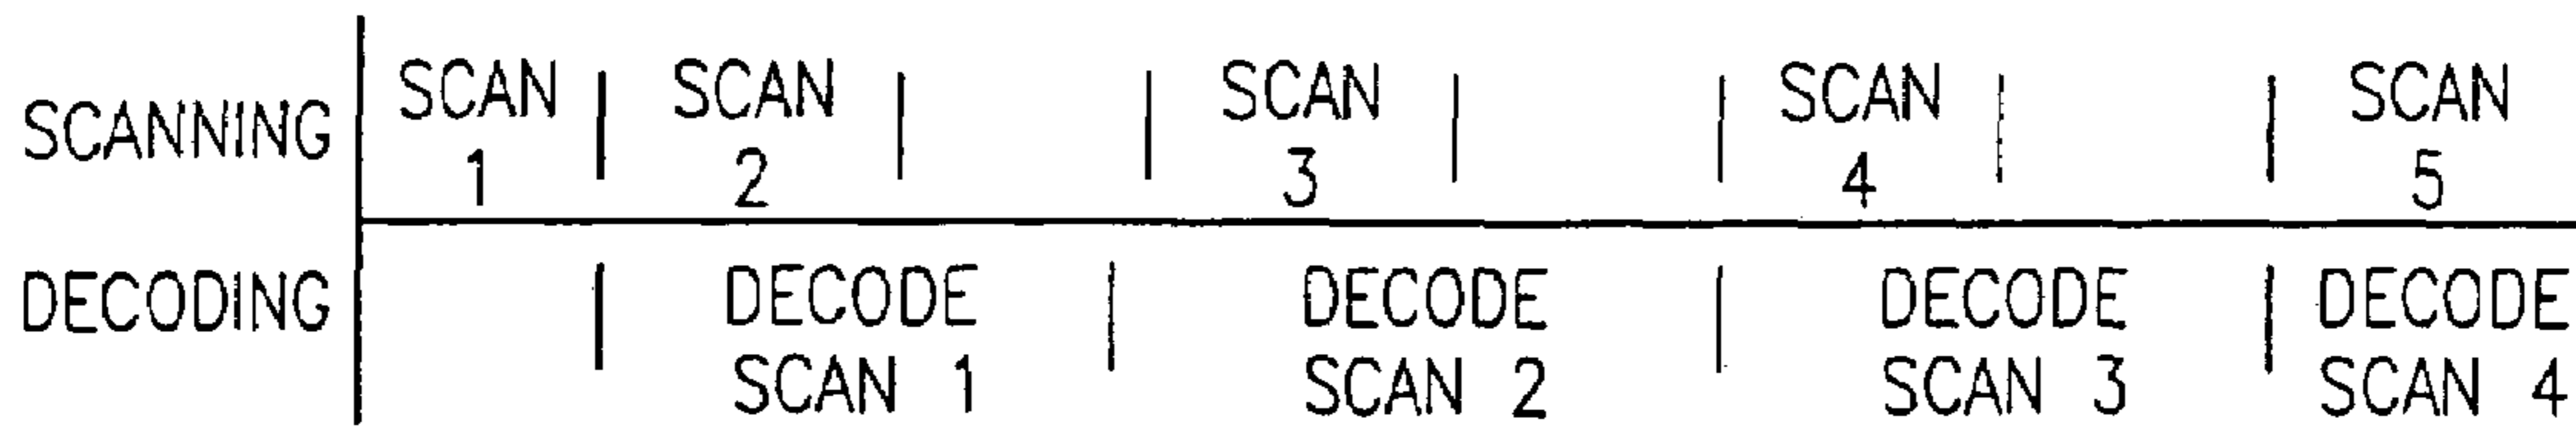 SCANNING
SCAN 1
SCAN 2
SCAN 3
SCAN 4
SCAN 5
DECODING
DECODE SCAN 1
DECODE SCAN 2
DECODE SCAN 3
DECODE SCAN 4